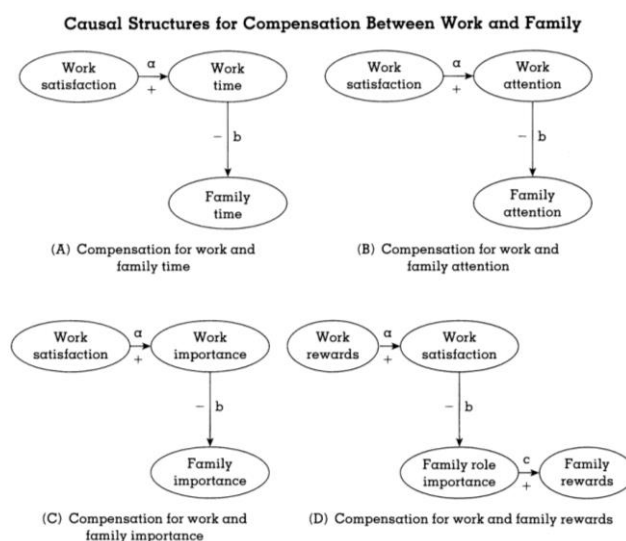 Causal Structures for Compensation Between Work and Family
Work
satisfaction
α
+
Work
time
− b
Family
time
(A) Compensation for work and
family time
Work
satisfaction
α
+
Work
attention
− b
Family
attention
(B) Compensation for work and
family attention
Work
satisfaction
α
+
Work
importance
− b
Family
importance
(C) Compensation for work and
family importance
Work
rewards
α
+
Work
satisfaction
− b
Family role
importance
c
+
Family
rewards
(D) Compensation for work and family rewards